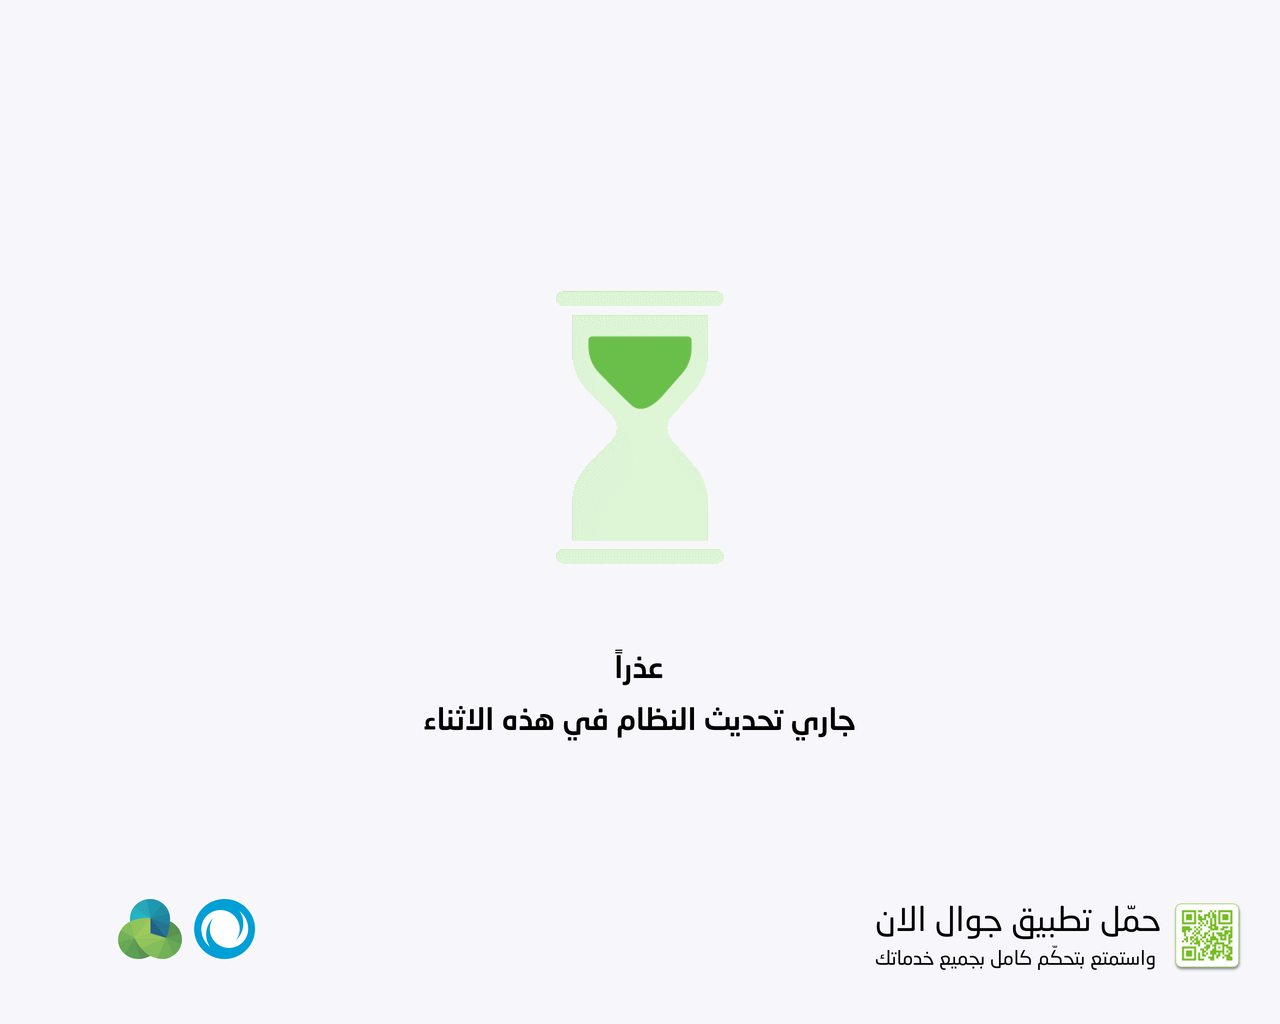 عذراً
جاري تحديث النظام في هذه الاثناء
حمّل تطبيق جوال الان
واستمتع بتحكّم كامل بجميع خدماتك